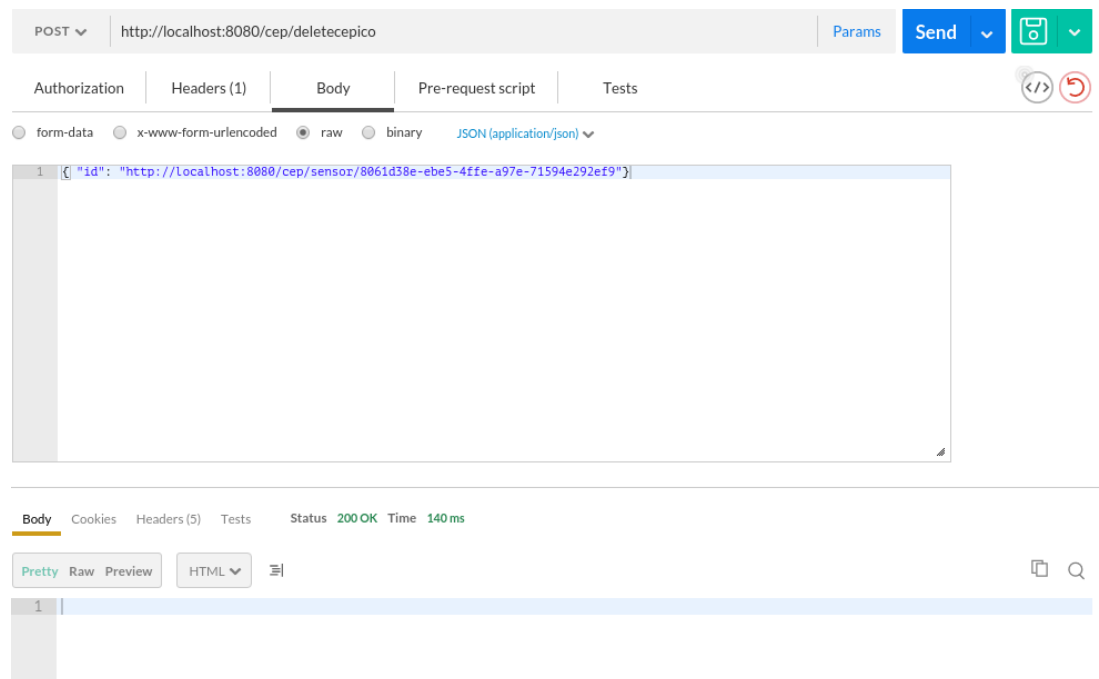 POST http://localhost:8080/cep/deletecepico Params Send
Authorization Headers (1) Body Pre-request script Tests
form-data x-www-form-urlencoded raw binary JSON (application/json)
1 { "id": "http://localhost:8080/cep/sensor/8061d38e-ebe5-4ffe-a97e-71594e292ef9"}
Body Cookies Headers (5) Tests Status 200 OK Time 140 ms
Pretty Raw Preview HTML
1